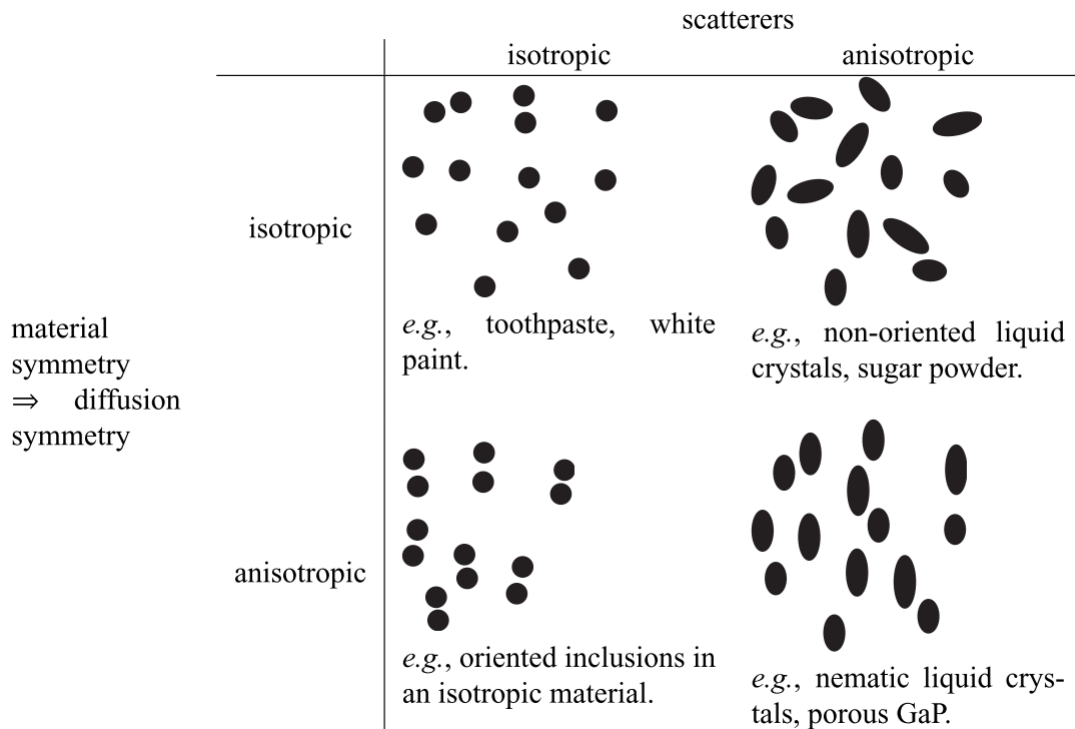 scatterers
isotropic anisotropic
isotropic
e.g., toothpaste, white
paint.
e.g., non-oriented liquid
crystals, sugar powder.
material
symmetry
⇒ diffusion
symmetry
anisotropic
e.g., oriented inclusions in
an isotropic material.
e.g., nematic liquid crys-
tals, porous GaP.